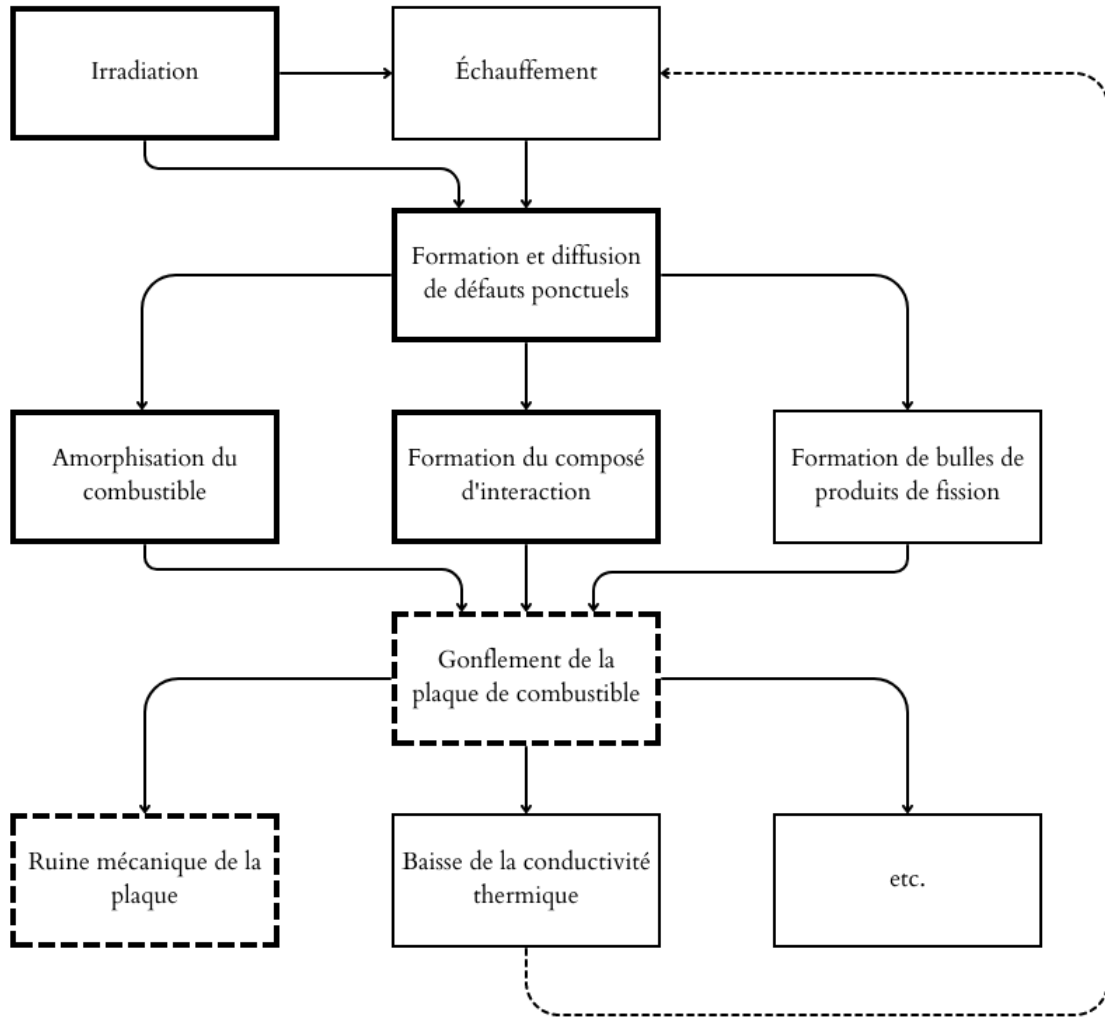 Irradiation
Échauffement
Formation et diffusion
de défauts ponctuels
Amorphisation du
combustible
Formation du composé
d'interaction
Formation de bulles de
produits de fission
Gonflement de la
plaque de combustible
Ruine mécanique de la
plaque
Baisse de la conductivité
thermique
etc.